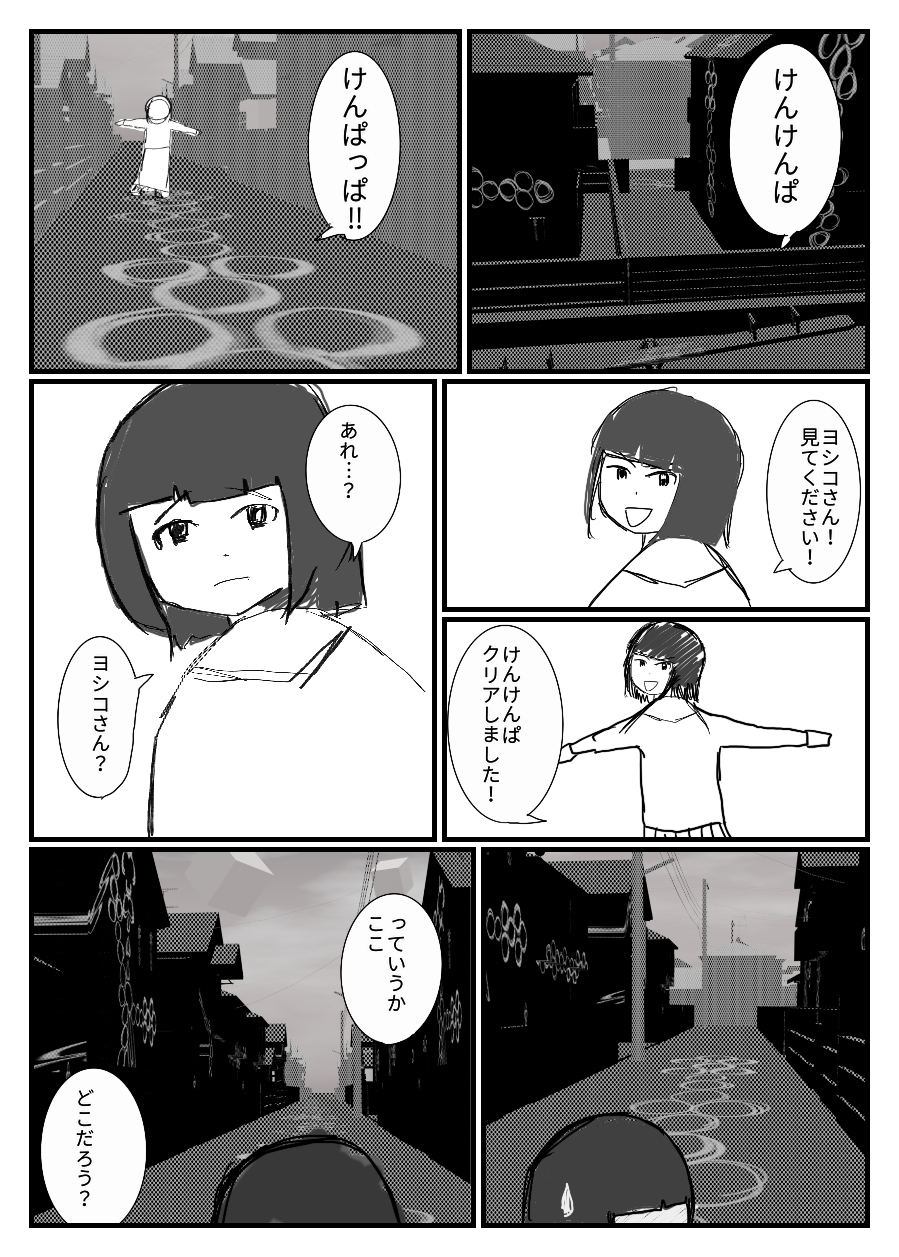 けんけんぱ
けんぱっぱ!!
ヨシコさん！
見てください！
けんけんぱ
クリアしました！
あれ…？
ヨシコさん？
っていうか
ここ
どこだろう？